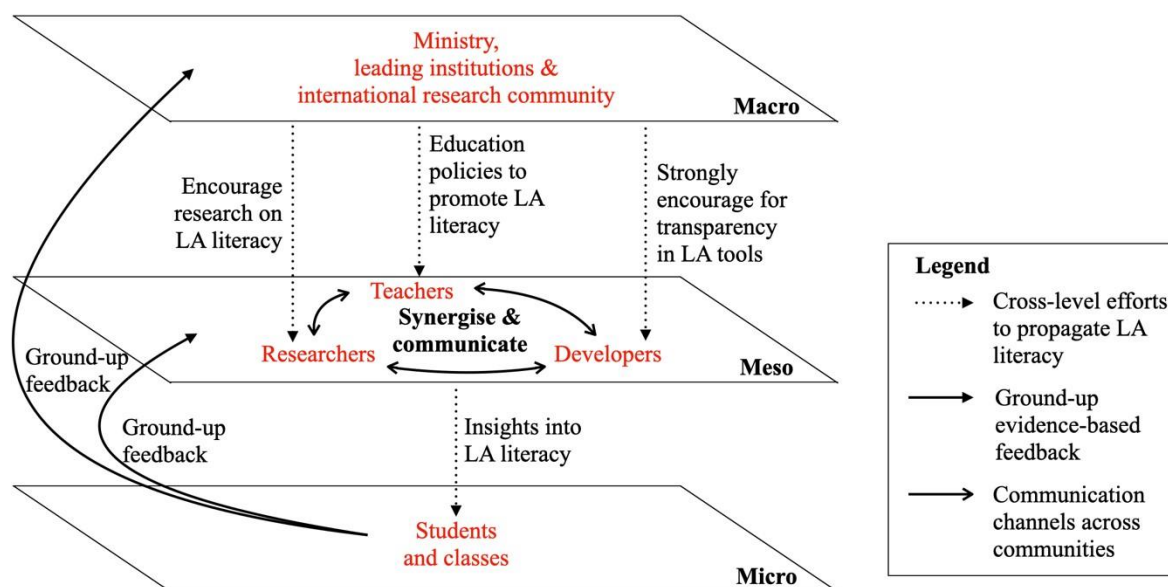 Ministry,
leading institutions &
international research community
Macro
Encourage
research on
LA literacy
Education
policies to
promote LA
literacy
Strongly
encourage for
transparency
in LA tools
Teachers
Synergise &
communicate
Researchers
Developers
Meso
Ground-up
feedback
Ground-up
feedback
Insights into
LA literacy
Students
and classes
Micro
Legend
Cross-level efforts
to propagate LA
literacy
Ground-up
evidence-based
feedback
Communication
channels across
communities